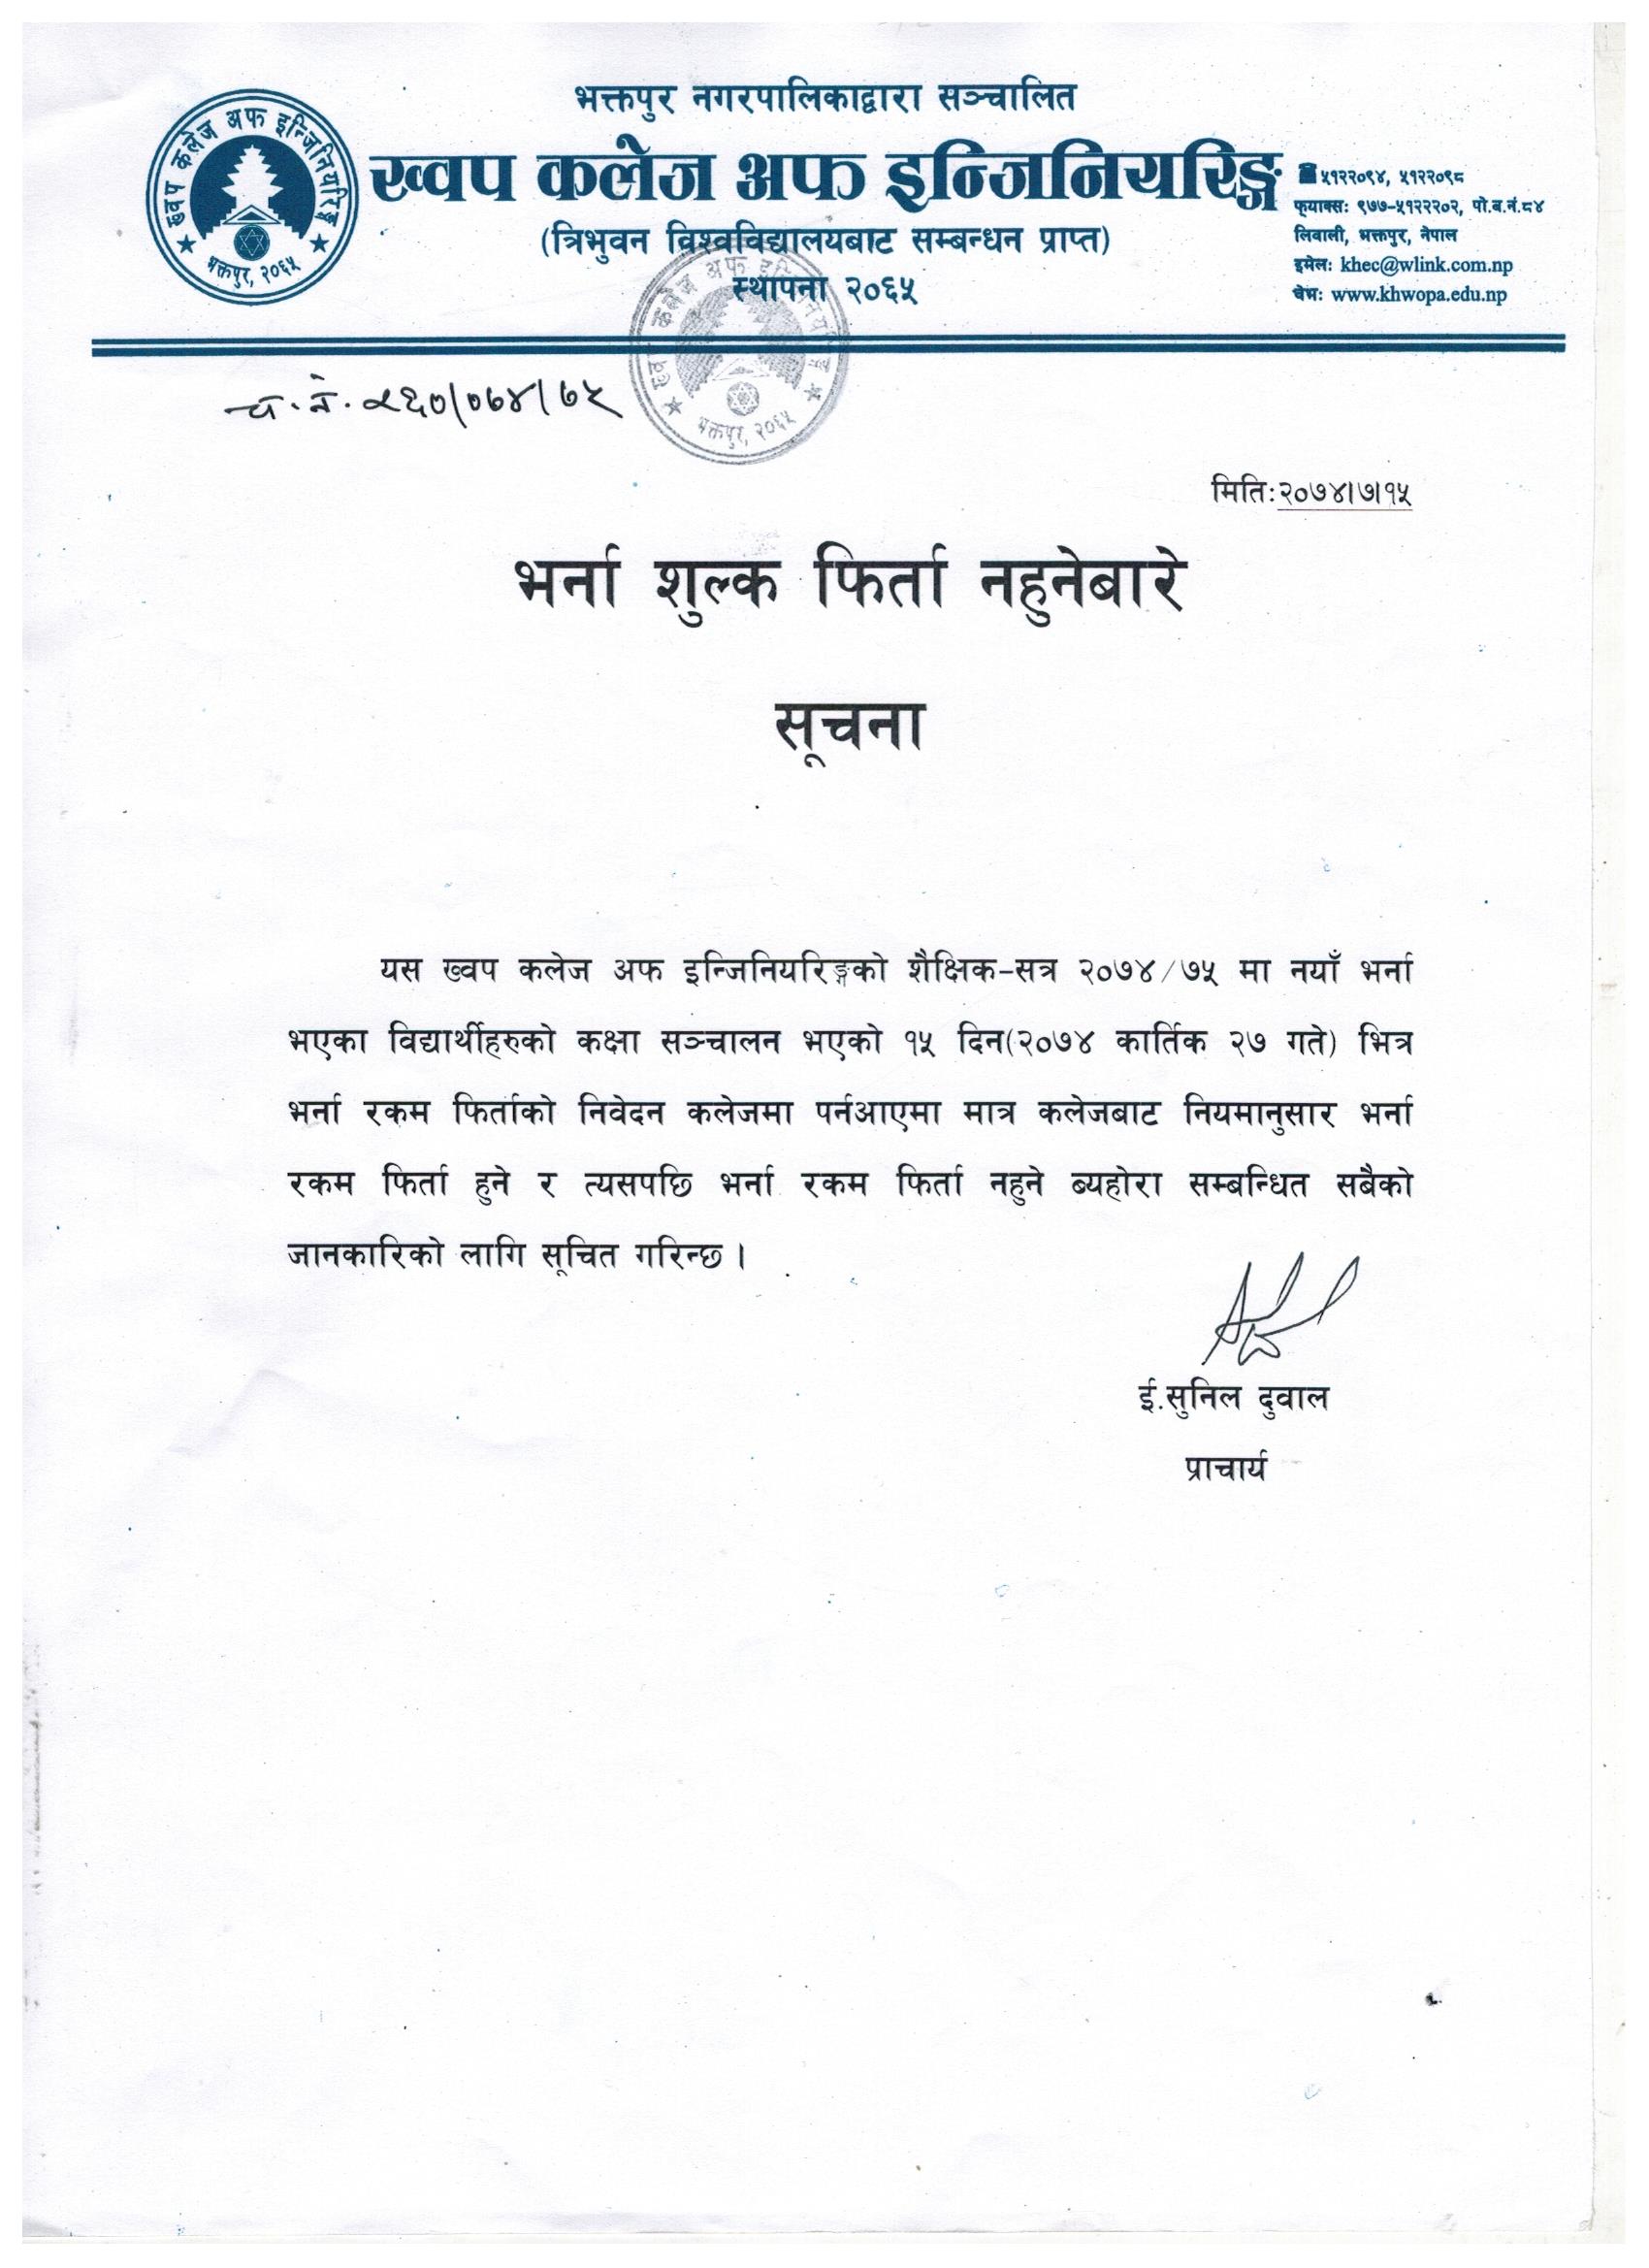 भक्तपुर नगरपालिकाद्वारा सञ्चालित
ख्वप कलेज अफ इन्जिनियरिङ्ग
(त्रिभुवन विश्वविद्यालयबाट सम्बन्धन प्राप्त)
स्थापना २०६५
ख्वप कलेज अफ इन्जिनियरिङ्ग
भक्तपुर, २०६५
☎ ५१२२०९४, ५१२२०९८
फ्याक्स: ९७७-५१२२२०२, पो.ब.नं.८४
लिवाली, भक्तपुर, नेपाल
इमेल: khec@wlink.com.np
वेभ: www.khwopa.edu.np
ख्वप कलेज अफ इन्जिनियरिङ्ग
भक्तपुर, २०६५
च.नं. २६०/०७४/७५
मिति:२०७४।७।१५
भर्ना शुल्क फिर्ता नहुनेबारे
सूचना
यस ख्वप कलेज अफ इन्जिनियरिङ्गको शैक्षिक-सत्र २०७४/७५ मा नयाँ भर्ना
भएका विद्यार्थीहरुको कक्षा सञ्चालन भएको १५ दिन(२०७४ कार्तिक २७ गते) भित्र
भर्ना रकम फिर्ताको निवेदन कलेजमा पर्नआएमा मात्र कलेजबाट नियमानुसार भर्ना
रकम फिर्ता हुने र त्यसपछि भर्ना रकम फिर्ता नहुने ब्यहोरा सम्बन्धित सबैको
जानकारिको लागि सूचित गरिन्छ ।
ई.सुनिल दुवाल
प्राचार्य